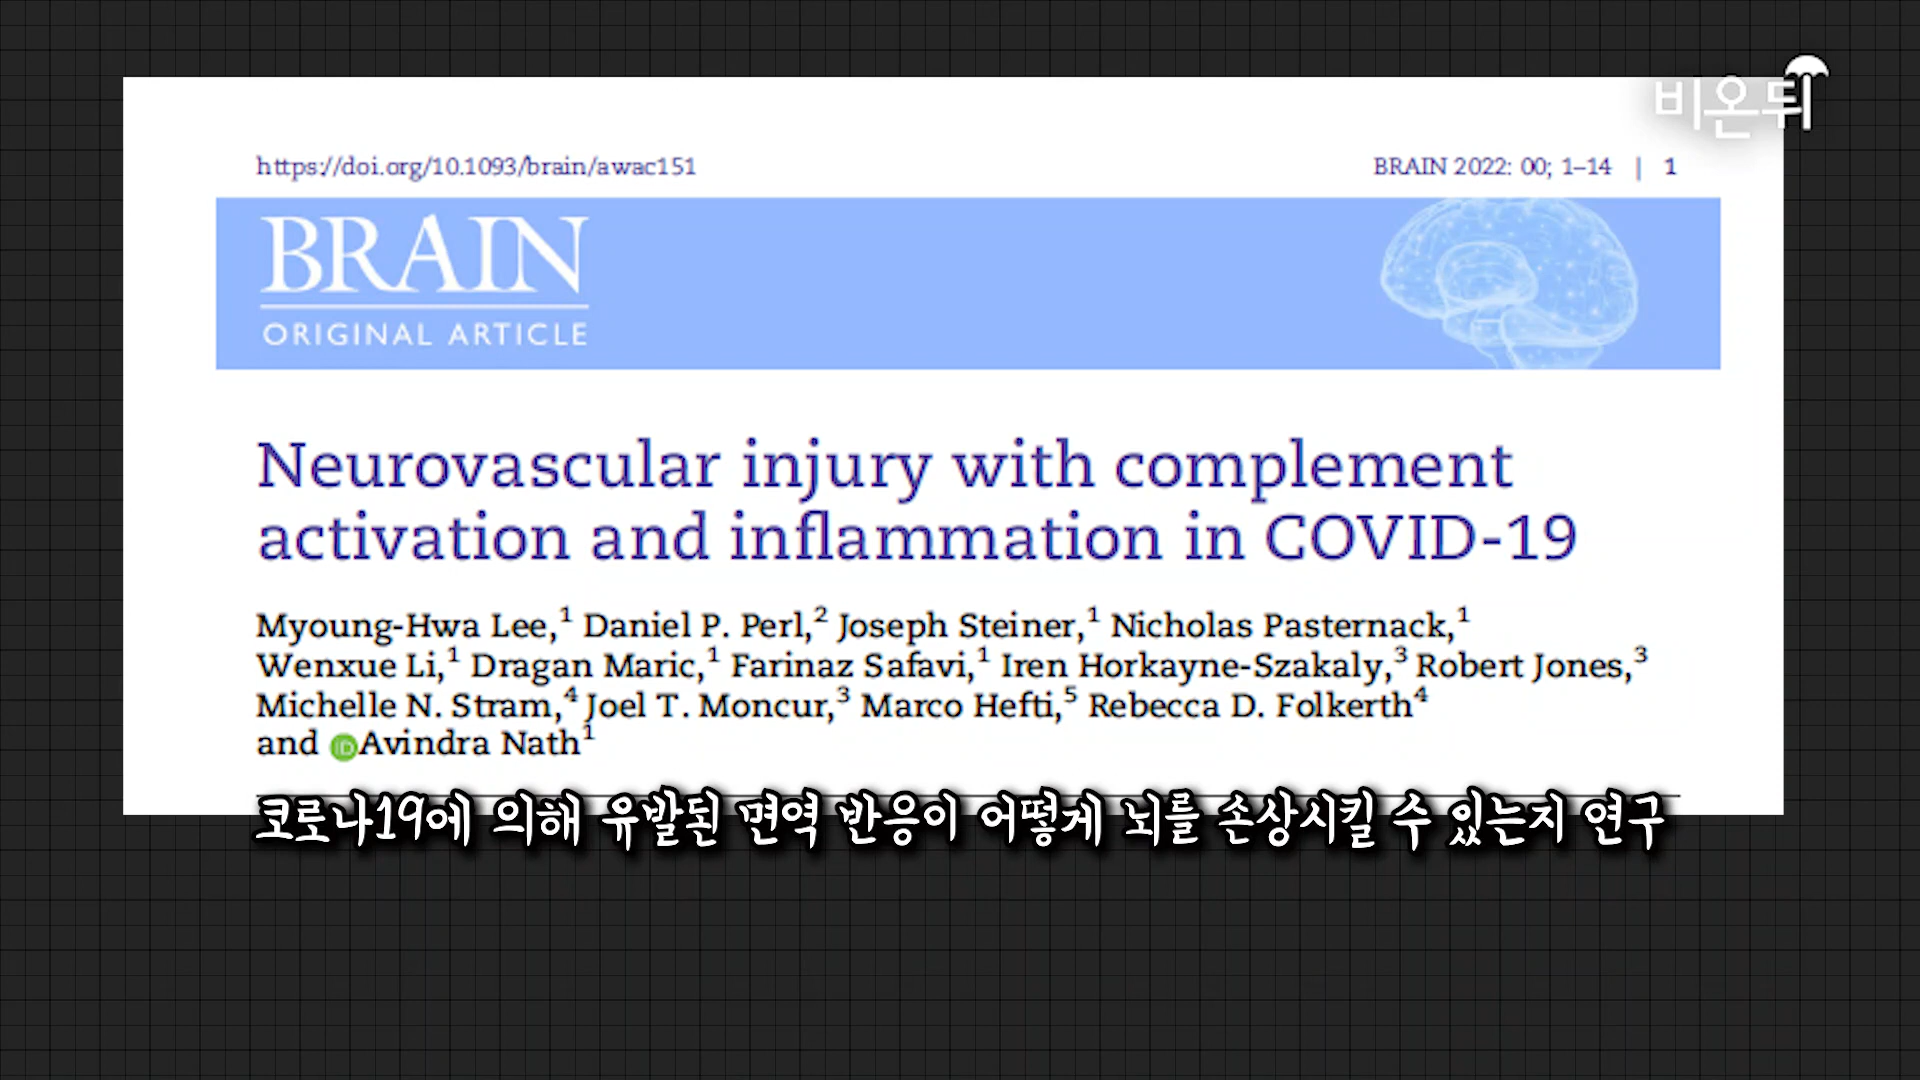 비온뒤
https://doi.org/10.1093/brain/awac151
BRAIN 2022: 00; 1–14 | 1
BRAIN
ORIGINAL ARTICLE
Neurovascular injury with complement
activation and inflammation in COVID-19
Myoung-Hwa Lee,1 Daniel P. Perl,2 Joseph Steiner,1 Nicholas Pasternack,1
Wenxue Li,1 Dragan Maric,1 Farinaz Safavi,1 Iren Horkayne-Szakaly,3 Robert Jones,3
Michelle N. Stram,4 Joel T. Moncur,3 Marco Hefti,5 Rebecca D. Folkerth4
and iD Avindra Nath1
코로나19에 의해 유발된 면역 반응이 어떻게 뇌를 손상시킬 수 있는지 연구